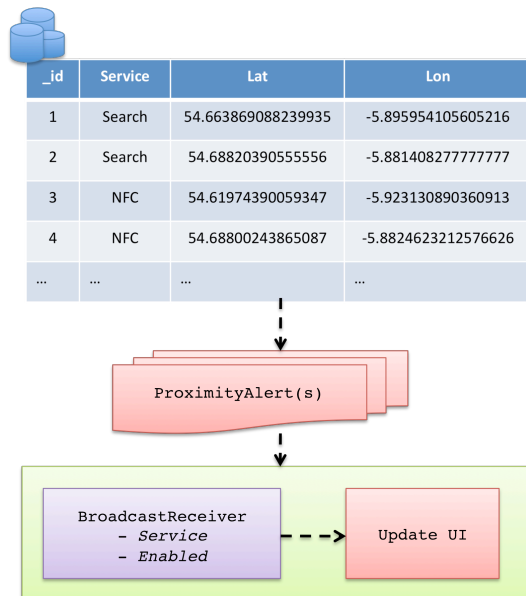 _id Service Lat Lon
1 Search 54.663869088239935 -5.895954105605216
2 Search 54.68820390555556 -5.881408277777777
3 NFC 54.61974390059347 -5.923130890360913
4 NFC 54.68800243865087 -5.8824623212576626
... ... ... ...
ProximityAlert(s)
BroadcastReceiver
- Service
- Enabled
Update UI